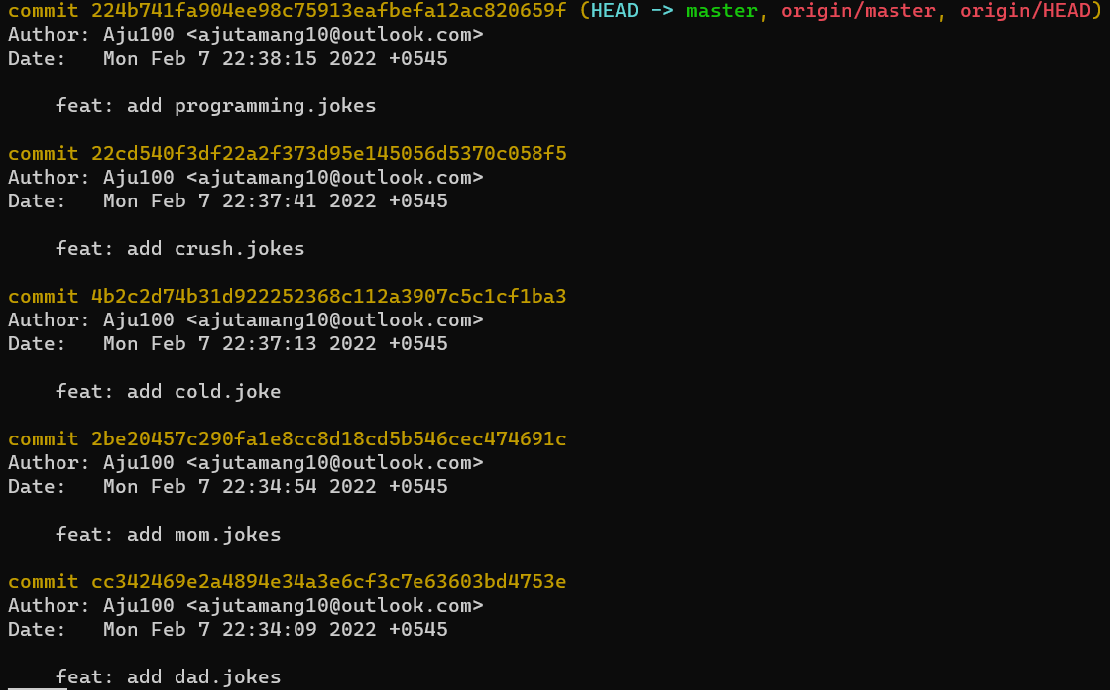 commit 224b741fa904ee98c75913eafbefa12ac820659f (HEAD -> master, origin/master, origin/HEAD)
Author: Aju100 <ajutamang10@outlook.com>
Date:   Mon Feb 7 22:38:15 2022 +0545
feat: add programming.jokes
commit 22cd540f3df22a2f373d95e145056d5370c058f5
Author: Aju100 <ajutamang10@outlook.com>
Date:   Mon Feb 7 22:37:41 2022 +0545
feat: add crush.jokes
commit 4b2c2d74b31d922252368c112a3907c5c1cf1ba3
Author: Aju100 <ajutamang10@outlook.com>
Date:   Mon Feb 7 22:37:13 2022 +0545
feat: add cold.joke
commit 2be20457c290fa1e8cc8d18cd5b546cec474691c
Author: Aju100 <ajutamang10@outlook.com>
Date:   Mon Feb 7 22:34:54 2022 +0545
feat: add mom.jokes
commit cc342469e2a4894e34a3e6cf3c7e63603bd4753e
Author: Aju100 <ajutamang10@outlook.com>
Date:   Mon Feb 7 22:34:09 2022 +0545
feat: add dad.jokes